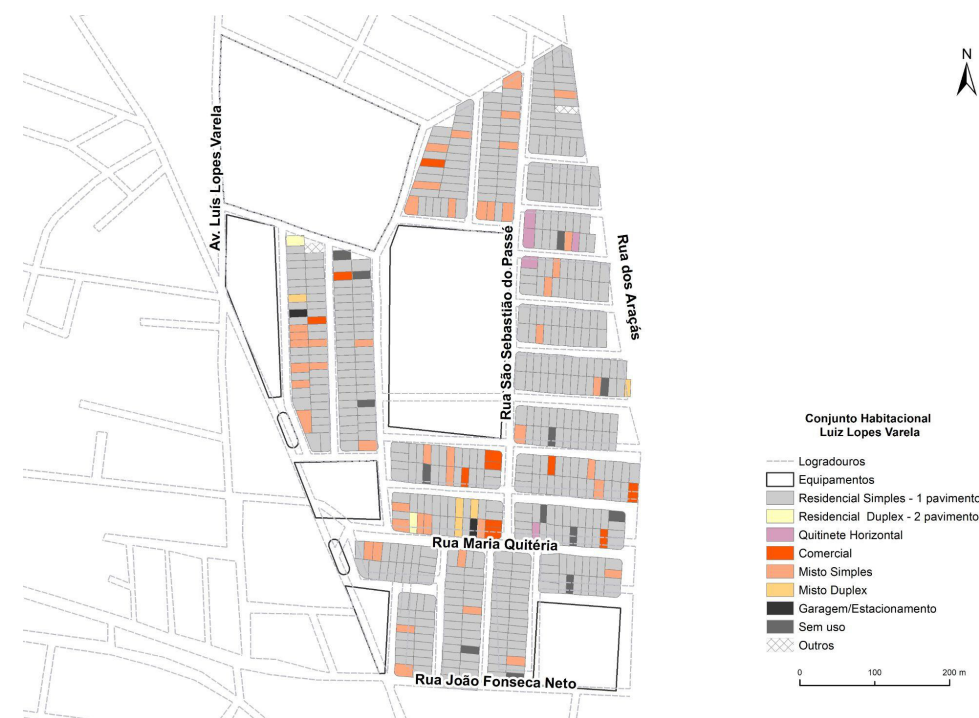 N
Av. Luís Lopes Varela
Rua São Sebastião do Passé
Rua dos Araçás
Rua Maria Quitéria
Rua João Fonseca Neto
Conjunto Habitacional
Luiz Lopes Varela
Logradouros
Equipamentos
Residencial Simples - 1 pavimento
Residencial Duplex - 2 pavimento
Quitinete Horizontal
Comercial
Misto Simples
Misto Duplex
Garagem/Estacionamento
Sem uso
Outros
0 100 200 m